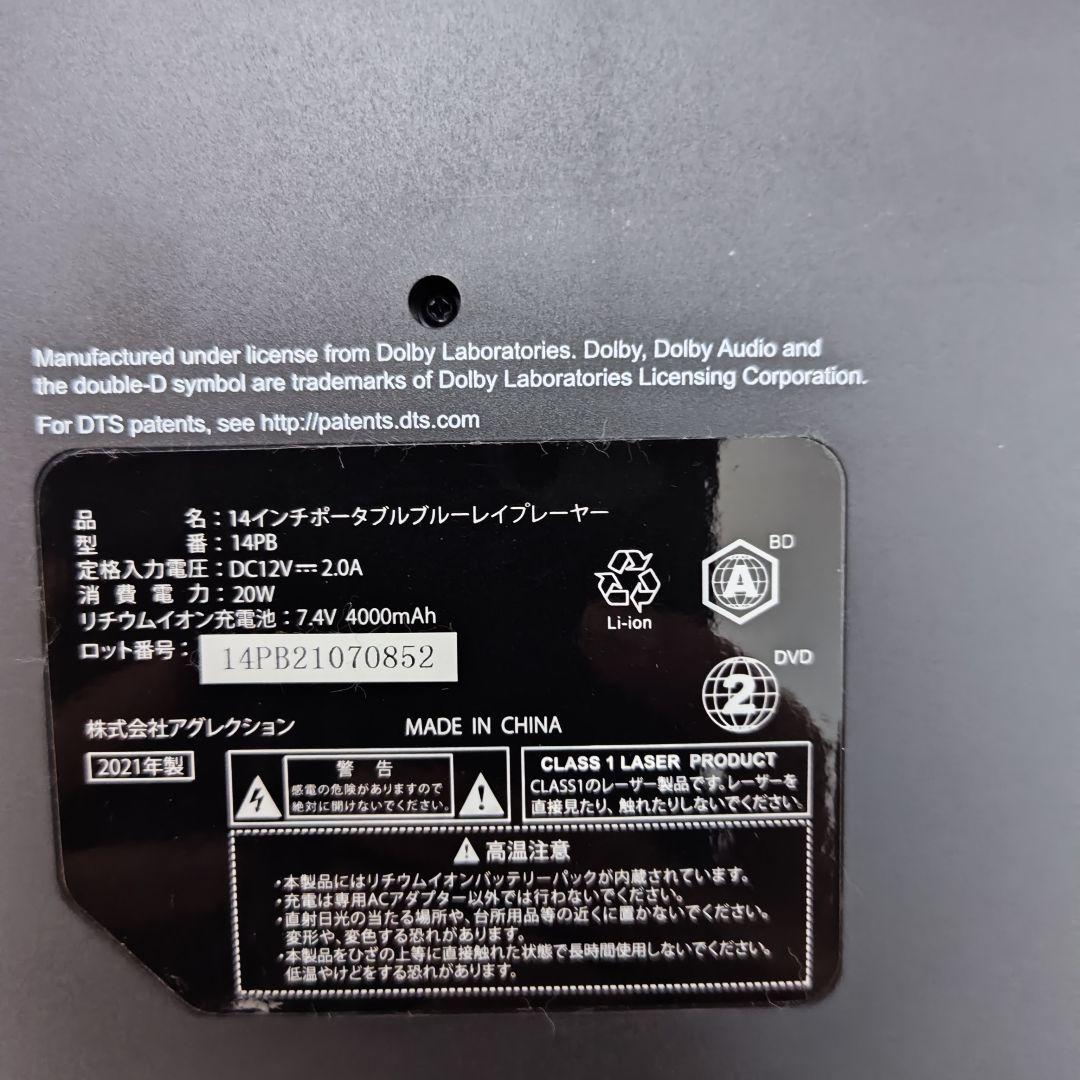 Manufactured under license from Dolby Laboratories. Dolby, Dolby Audio and
the double-D symbol are trademarks of Dolby Laboratories Licensing Corporation.
For DTS patents, see http://patents.dts.com
品名：14インチポータブルブルーレイプレーヤー
型番：14PB
定格入力電圧：DC12V⎓2.0A
消費電力：20W
リチウムイオン充電池：7.4V 4000mAh
ロット番号：14PB21070852
Li-ion
A BD
2 DVD
株式会社アグレクション
MADE IN CHINA
2021年製
警告
感電の危険がありますので
絶対に開けないでください。
CLASS 1 LASER PRODUCT
CLASS1のレーザー製品です。レーザーを
直接見たり、触れたりしないでください。
高温注意
・本製品にはリチウムイオンバッテリーパックが内蔵されています。
・充電は専用ACアダプター以外では行わないでください。
・直射日光の当たる場所や、台所用品等の近くに置かないでください。
変形や、変色する恐れがあります。
・本製品をひざの上等に直接触れた状態で長時間使用しないでください。
低温やけどをする恐れがあります。